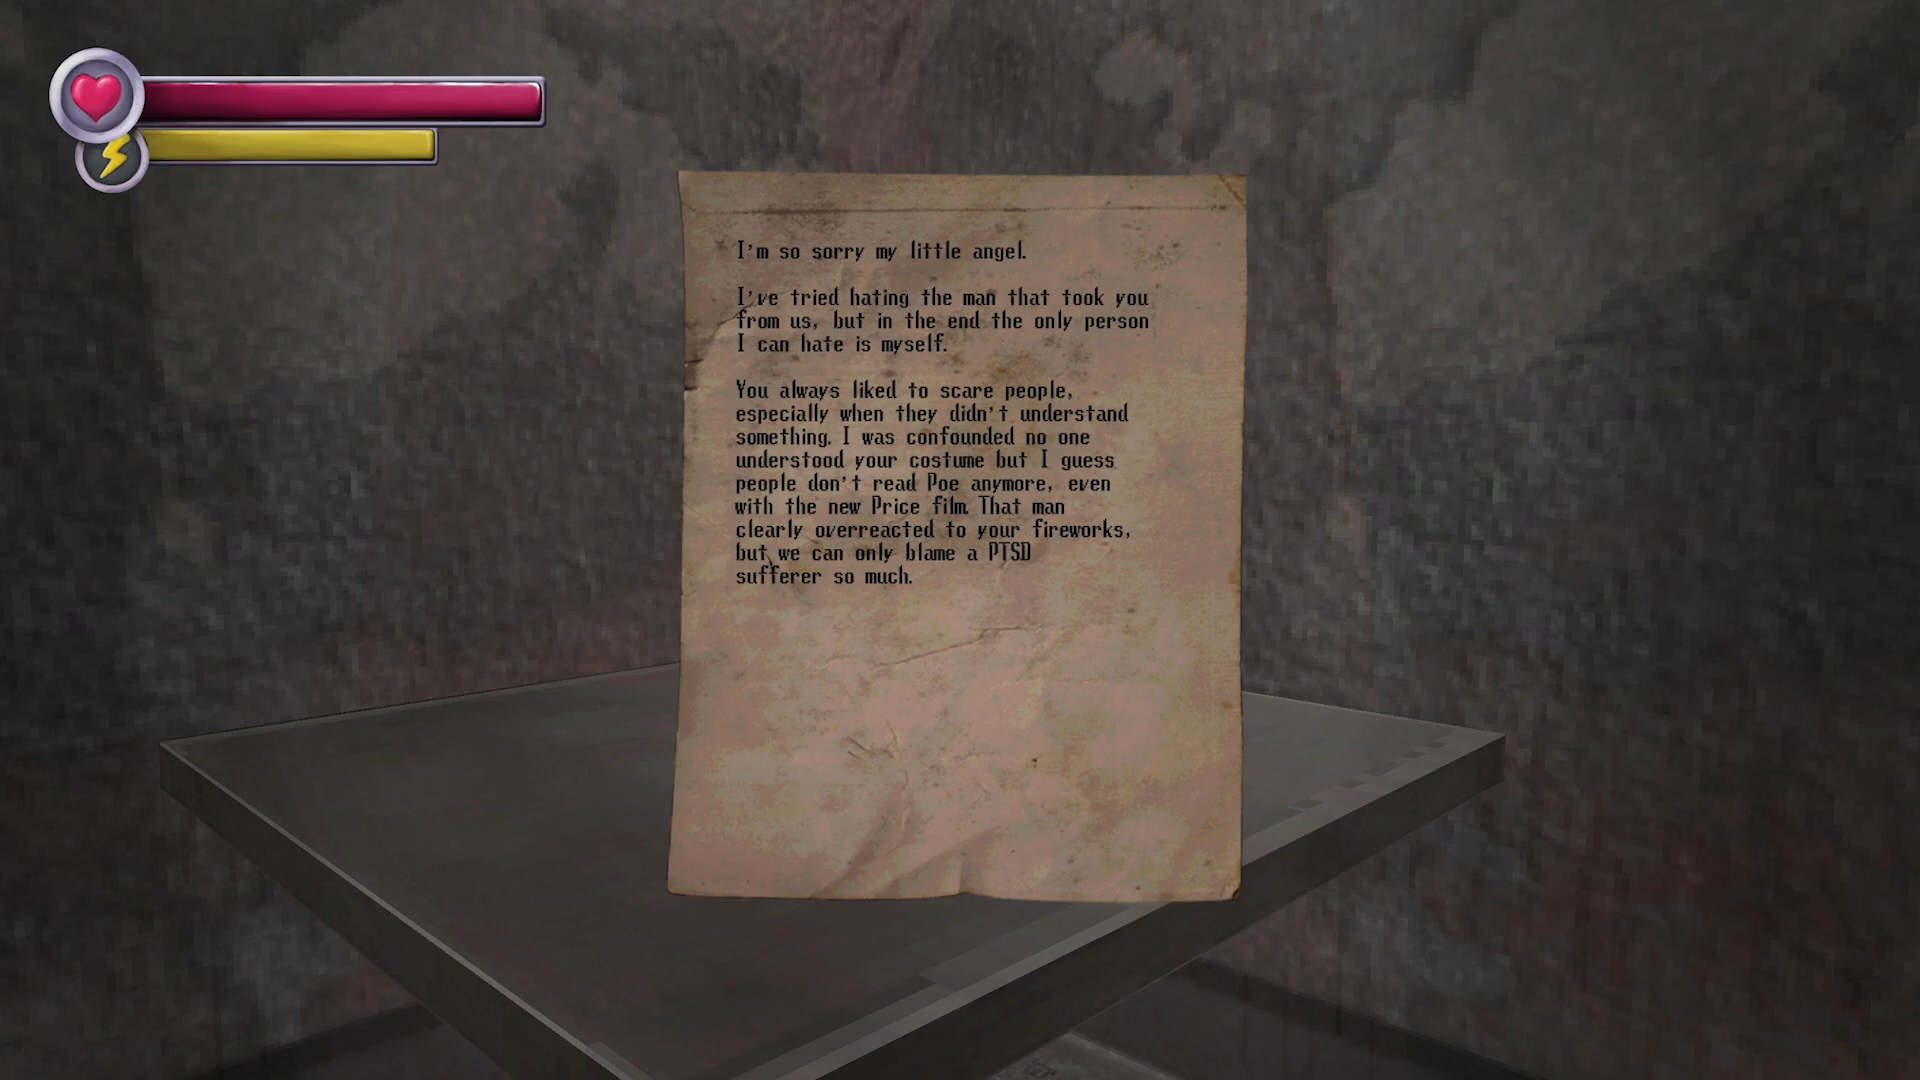 I've so sorry my little angel.
I've tried hating the man that took you
from us, but in the end the only person
I can hate is myself.
You always liked to scare people,
especially when they didn't understand
something. I was confounded no one
understood your costume but I guess
people don't read Poe anymore, even
with the new Price film. That man
clearly overreacted to your fireworks,
but we can only blame a PTSD
sufferer so much.